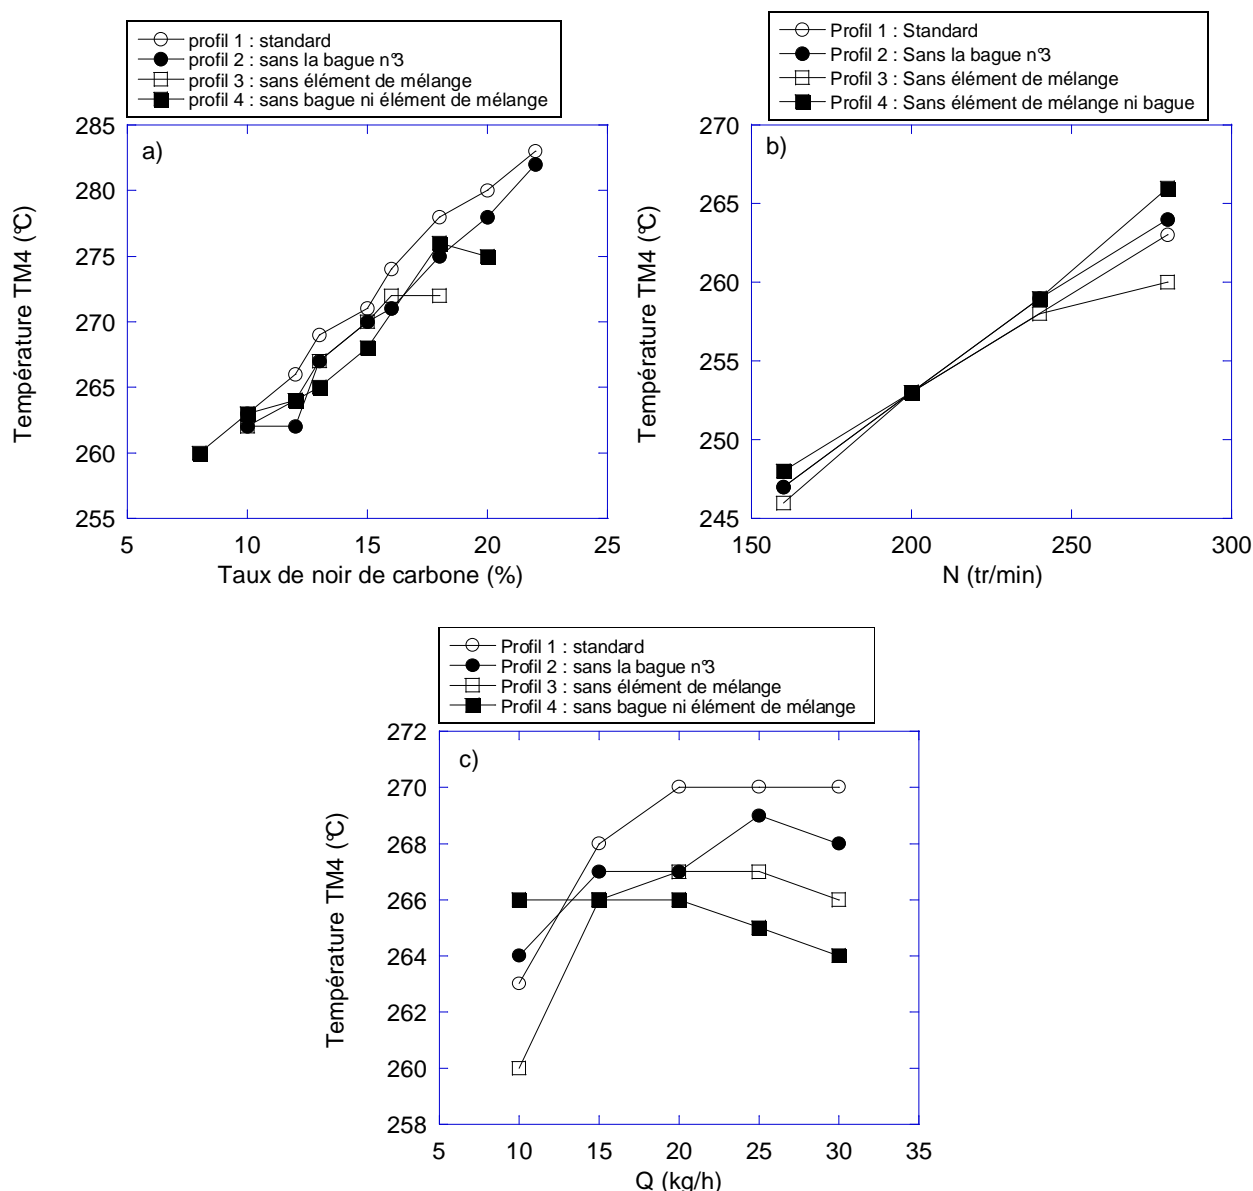 profil 1 : standard
profil 2 : sans la bague n°3
profil 3 : sans élément de mélange
profil 4 : sans bague ni élément de mélange
a)
285
280
275
270
265
260
255
5
10
15
20
25
Température TM4 (°C)
Taux de noir de carbone (%)
Profil 1 : Standard
Profil 2 : Sans la bague n°3
Profil 3 : Sans élément de mélange
Profil 4 : Sans élément de mélange ni bague
b)
270
265
260
255
250
245
150
200
250
300
Température TM4 (°C)
N (tr/min)
Profil 1 : standard
Profil 2 : sans la bague n°3
Profil 3 : sans élément de mélange
Profil 4 : sans bague ni élément de mélange
c)
272
270
268
266
264
262
260
258
5
10
15
20
25
30
35
Température TM4 (°C)
Q (kg/h)